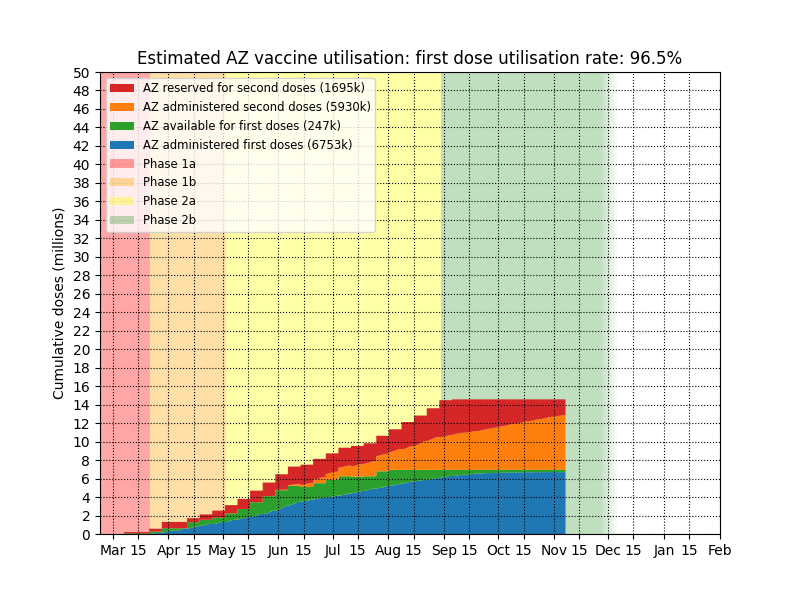 Estimated AZ vaccine utilisation: first dose utilisation rate: 96.5%
Cumulative doses (millions)
50
48
46
44
42
40
38
36
34
32
30
28
26
24
22
20
18
16
14
12
10
8
6
4
2
0
AZ reserved for second doses (1695k)
AZ administered second doses (5930k)
AZ available for first doses (247k)
AZ administered first doses (6753k)
Phase 1a
Phase 1b
Phase 2a
Phase 2b
Mar 15 Apr 15 May 15 Jun 15 Jul 15 Aug 15 Sep 15 Oct 15 Nov 15 Dec 15 Jan 15 Feb